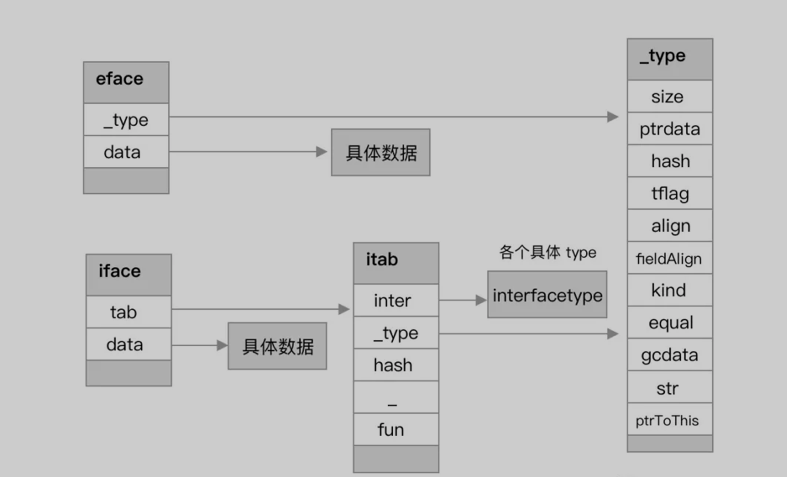 eface
_type
data
具体数据
iface
tab
data
具体数据
itab
inter
_type
hash
_
fun
各个具体 type
interfacetype
_type
size
ptrdata
hash
tflag
align
fieldAlign
kind
equal
gcdata
str
ptrToThis